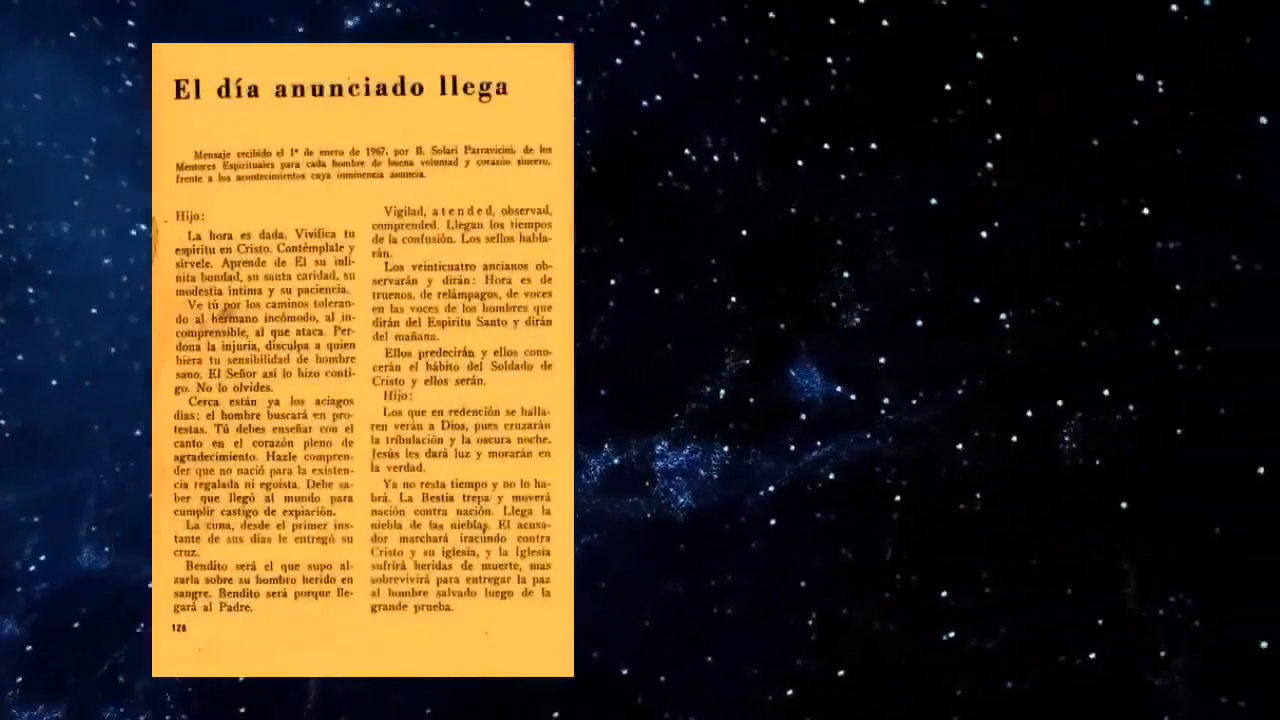 El día anunciado llega
Mensaje recibido el 1º de enero de 1967, por B. Solari Parravicini, de los
Mentores Espirituales para cada hombre de buena voluntad y corazón sincero,
frente a los acontecimientos cuya inminencia anuncia.
Hijo:
La hora es dada. Vivifica tu
espíritu en Cristo. Contémplale y
sírvele. Aprende de El su infi-
nita bondad, su santa caridad, su
modestia íntima y su paciencia.
Ve tú por los caminos toleran-
do al hermano incómodo, al in-
comprensible, al que ataca. Per-
dona la injuria, disculpa a quien
hiera tu sensibilidad de hombre
sano. El Señor así lo hizo conti-
go. No lo olvides.
Cerca están ya los aciagos
días: el hombre buscará en pro-
testas. Tú debes enseñar con el
canto en el corazón pleno de
agradecimiento. Hazle compren-
der que no nació para la existen-
cia regalada ni egoísta. Debe sa-
ber que llegó al mundo para
cumplir castigo de expiación.
La cuna, desde el primer ins-
tante de sus días le entregó su
cruz.
Bendito será el que supo al-
zarla sobre su hombro herido en
sangre. Bendito será porque lle-
gará al Padre.
128
Vigilad, atended, observad,
comprended. Llegan los tiempos
de la confusión. Los sellos habla-
rán.
Los veinticuatro ancianos ob-
servarán y dirán: Hora es de
truenos, de relámpagos, de voces
en las voces de los hombres que
dirán del Espíritu Santo y dirán
del mañana.
Ellos predecirán y ellos cono-
cerán el hábito del Soldado de
Cristo y ellos serán.
Hijo:
Los que en redención se halla-
ren verán a Dios, pues cruzarán
la tribulación y la oscura noche.
Jesús les dará luz y morarán en
la verdad.
Ya no resta tiempo y no lo ha-
brá. La Bestia trepa y moverá
nación contra nación. Llega la
niebla de las nieblas. El acusa-
dor marchará iracundo contra
Cristo y su iglesia, y la Iglesia
sufrirá heridas de muerte, mas
sobrevivirá para entregar la paz
al hombre salvado luego de la
grande prueba.